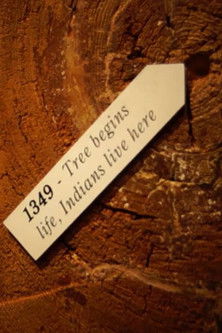 1349 - Tree begins
life, Indians live here